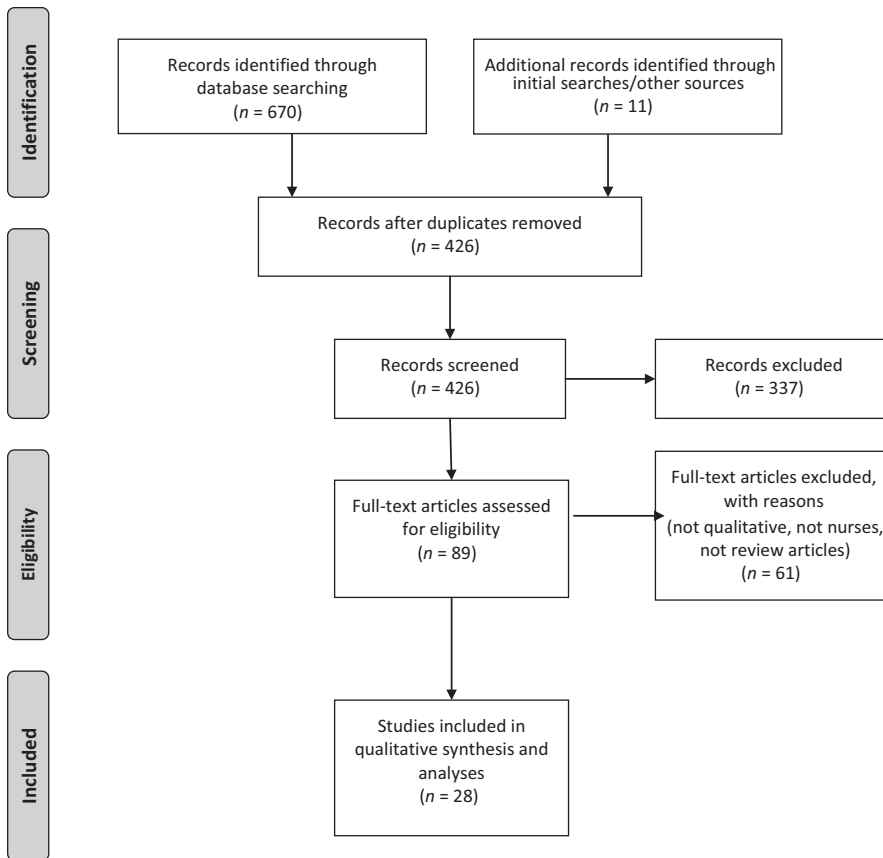 Identification
Records identified through
database searching
(n = 670)
Additional records identified through
initial searches/other sources
(n = 11)
Records after duplicates removed
(n = 426)
Screening
Records screened
(n = 426)
Records excluded
(n = 337)
Eligibility
Full-text articles assessed
for eligibility
(n = 89)
Full-text articles excluded,
with reasons
(not qualitative, not nurses,
not review articles)
(n = 61)
Included
Studies included in
qualitative synthesis and
analyses
(n = 28)